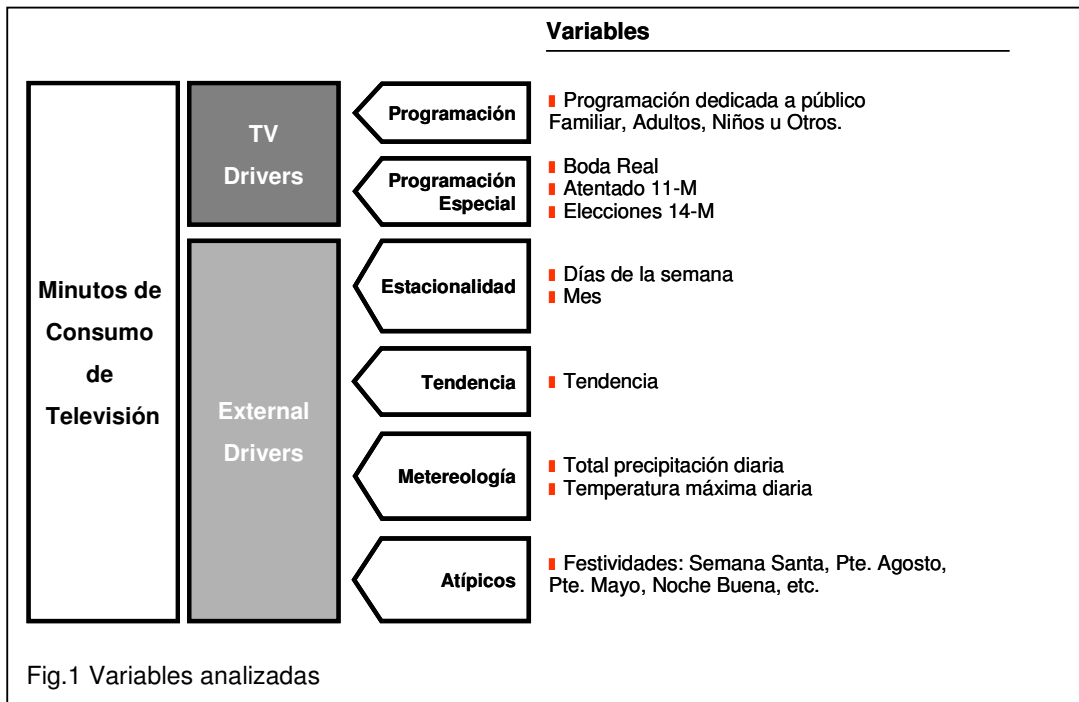 Variables
Minutos de
Consumo
de
Televisión
TV
Drivers
Programación
Programación dedicada a público
Familiar, Adultos, Niños u Otros.
Programación
Especial
Boda Real
Atentado 11-M
Elecciones 14-M
External
Drivers
Estacionalidad
Días de la semana
Mes
Tendencia
Tendencia
Metereología
Total precipitación diaria
Temperatura máxima diaria
Atípicos
Festividades: Semana Santa, Pte. Agosto,
Pte. Mayo, Noche Buena, etc.
Fig.1 Variables analizadas